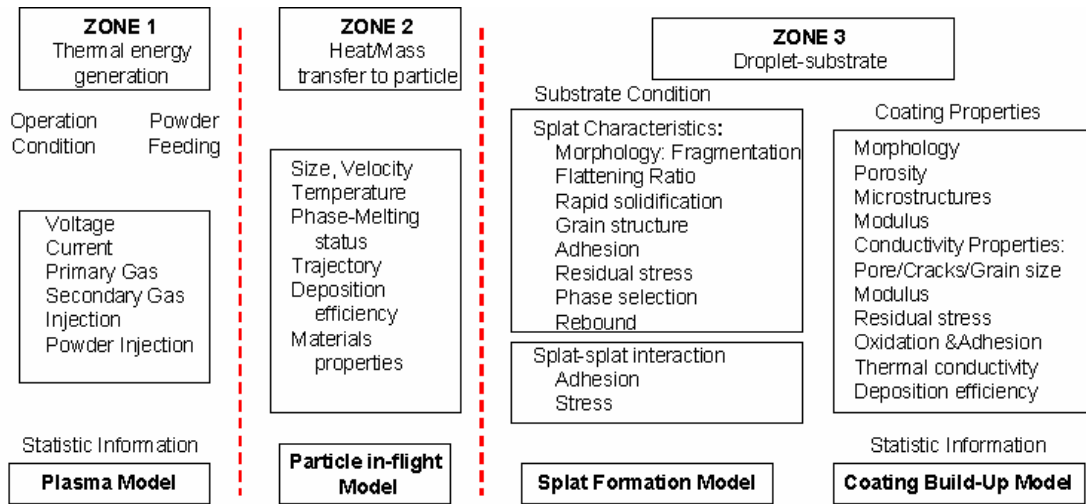 ZONE 1
Thermal energy
generation
Operation Powder
Condition Feeding
Voltage
Current
Primary Gas
Secondary Gas
Injection
Powder Injection
Statistic Information
Plasma Model
ZONE 2
Heat/Mass
transfer to particle
Size, Velocity
Temperature
Phase-Melting
status
Trajectory
Deposition
efficiency
Materials
properties
Particle in-flight
Model
ZONE 3
Droplet-substrate
Substrate Condition
Splat Characteristics:
Morphology: Fragmentation
Flattening Ratio
Rapid solidification
Grain structure
Adhesion
Residual stress
Phase selection
Rebound
Splat-splat interaction
Adhesion
Stress
Splat Formation Model
Coating Properties
Morphology
Porosity
Microstructures
Modulus
Conductivity Properties:
Pore/Cracks/Grain size
Modulus
Residual stress
Oxidation &Adhesion
Thermal conductivity
Deposition efficiency
Statistic Information
Coating Build-Up Model